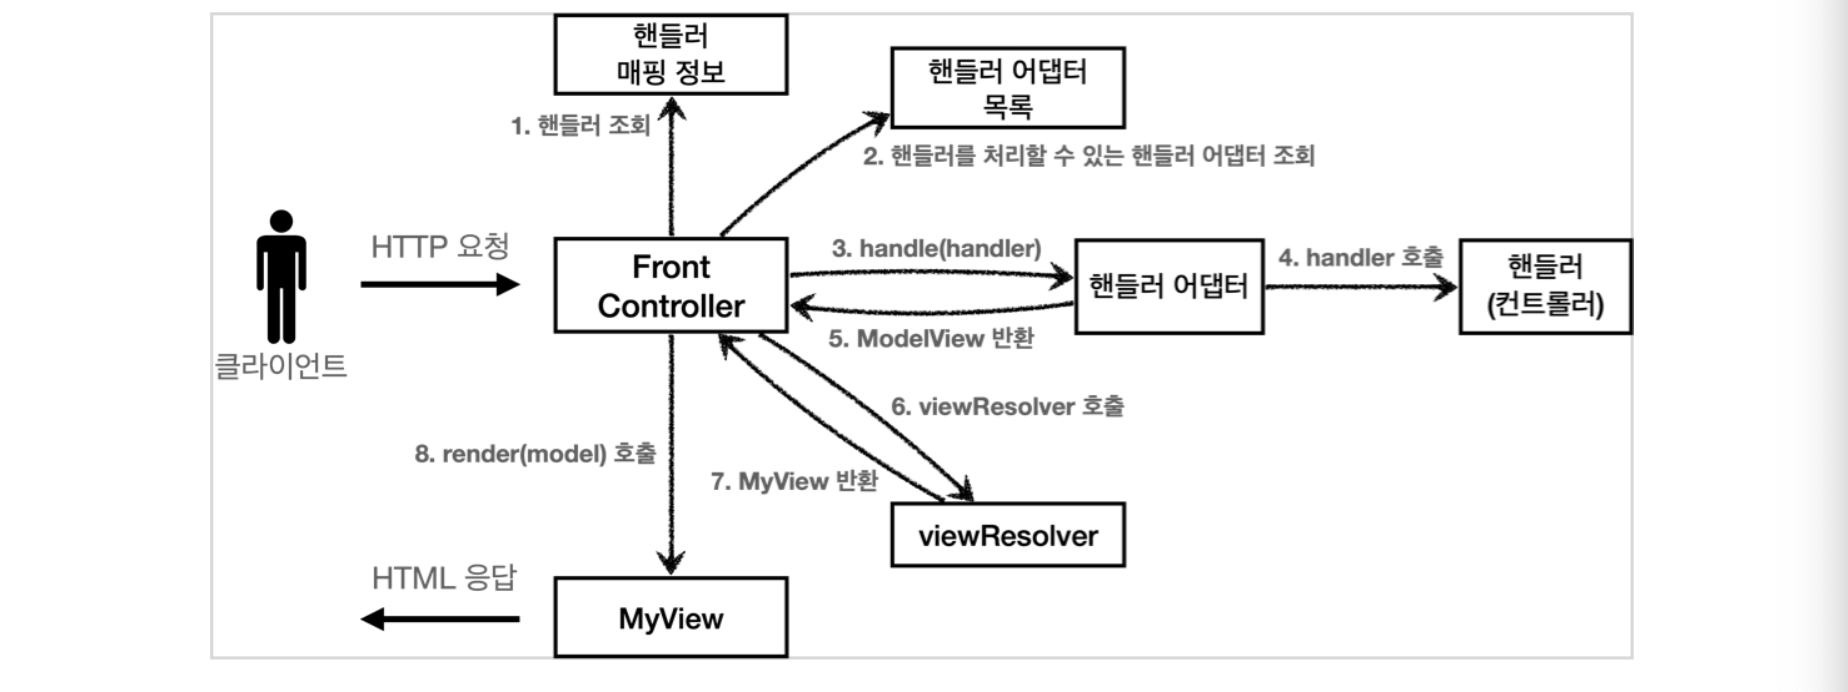 핸들러
매핑 정보
핸들러 어댑터
목록
1. 핸들러 조회
2. 핸들러를 처리할 수 있는 핸들러 어댑터 조회
HTTP 요청
클라이언트
Front
Controller
3. handle(handler)
핸들러 어댑터
4. handler 호출
핸들러
(컨트롤러)
5. ModelView 반환
6. viewResolver 호출
8. render(model) 호출
7. MyView 반환
viewResolver
HTML 응답
MyView